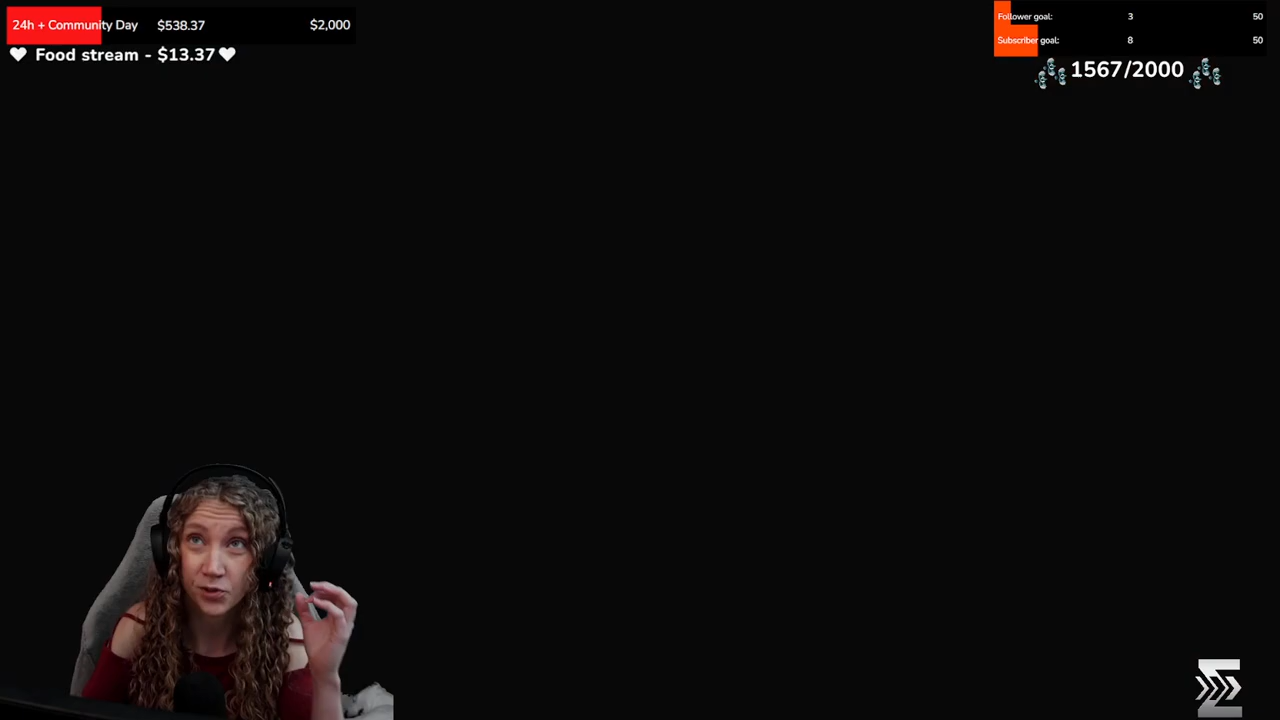 24h + Community Day $538.37 $2,000
Food stream - $13.37
Follower goal: 3 50
Subscriber goal: 8 50
1567/2000